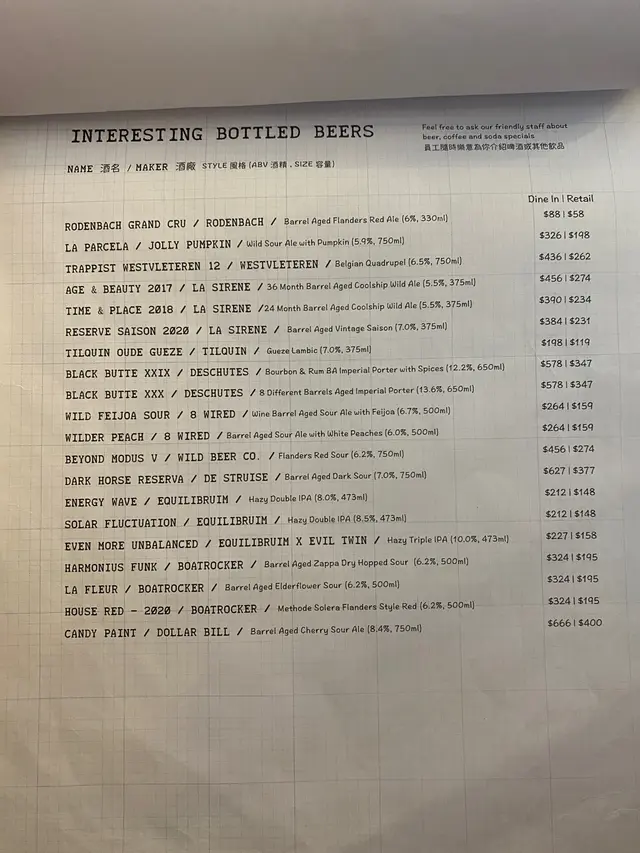 INTERESTING BOTTLED BEERS
Feel free to ask our friendly staff about
beer, coffee and soda specials
員工隨時樂意為你介紹啤酒或其他飲品
NAME 酒名 / MAKER 酒廠 STYLE 風格 (ABV 酒精 , SIZE 容量)
Dine In | Retail
RODENBACH GRAND CRU / RODENBACH / Barrel Aged Flanders Red Ale (6%, 330ml) $88 | $58
LA PARCELA / JOLLY PUMPKIN / Wild Sour Ale with Pumpkin (5.9%, 750ml) $326 | $198
TRAPPIST WESTVLETEREN 12 / WESTVLETEREN / Belgian Quadrupel (6.5%, 750ml) $436 | $262
AGE & BEAUTY 2017 / LA SIRENE / 36 Month Barrel Aged Coolship Wild Ale (5.5%, 375ml) $456 | $274
TIME & PLACE 2018 / LA SIRENE /24 Month Barrel Aged Coolship Wild Ale (5.5%, 375ml) $390 | $234
RESERVE SAISON 2020 / LA SIRENE / Barrel Aged Vintage Saison (7.0%, 375ml) $384 | $231
TILQUIN OUDE GUEZE / TILQUIN / Gueze Lambic (7.0%, 375ml) $198 | $119
BLACK BUTTE XXIX / DESCHUTES / Bourbon & Rum BA Imperial Porter with Spices (12.2%, 650ml) $578 | $347
BLACK BUTTE XXX / DESCHUTES / 8 Different Barrels Aged Imperial Porter (13.6%, 650ml) $578 | $347
WILD FEIJOA SOUR / 8 WIRED / Wine Barrel Aged Sour Ale with Feijoa (6.7%, 500ml) $264 | $159
WILDER PEACH / 8 WIRED / Barrel Aged Sour Ale with White Peaches (6.0%, 500ml) $264 | $159
BEYOND MODUS V / WILD BEER CO. / Flanders Red Sour (6.2%, 750ml) $456 | $274
DARK HORSE RESERVA / DE STRUISE / Barrel Aged Dark Sour (7.0%, 750ml) $627 | $377
ENERGY WAVE / EQUILIBRUIM / Hazy Double IPA (8.0%, 473ml) $212 | $148
SOLAR FLUCTUATION / EQUILIBRUIM / Hazy Double IPA (8.5%, 473ml) $212 | $148
EVEN MORE UNBALANCED / EQUILIBRUIM X EVIL TWIN / Hazy Triple IPA (10.0%, 473ml) $227 | $158
HARMONIUS FUNK / BOATROCKER / Barrel Aged Zappa Dry Hopped Sour (6.2%, 500ml) $324 | $195
LA FLEUR / BOATROCKER / Barrel Aged Elderflower Sour (6.2%, 500ml) $324 | $195
HOUSE RED - 2020 / BOATROCKER / Methode Solera Flanders Style Red (6.2%, 500ml) $324 | $195
CANDY PAINT / DOLLAR BILL / Barrel Aged Cherry Sour Ale (8.4%, 750ml) $666 | $400